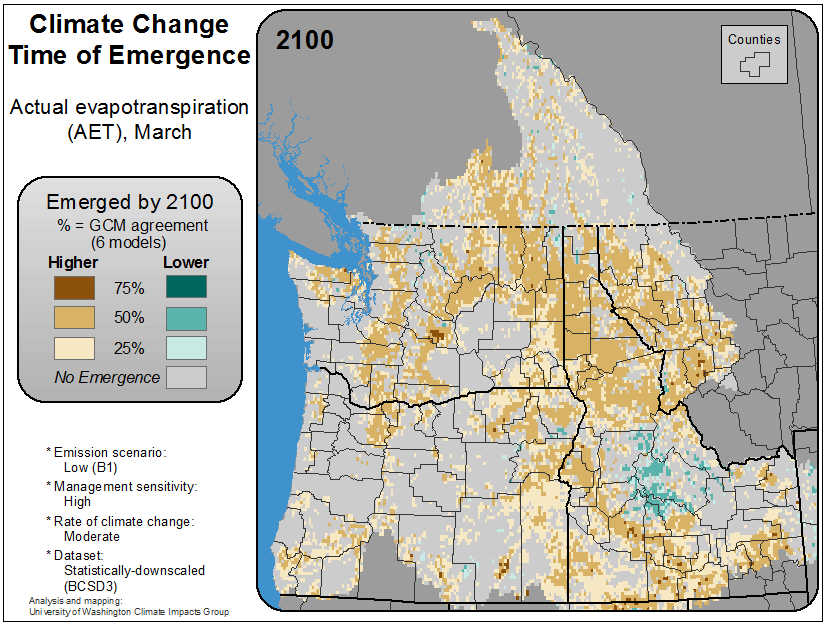 Climate Change
Time of Emergence
Actual evapotranspiration
(AET), March
Emerged by 2100
% = GCM agreement
(6 models)
Higher Lower
75%
50%
25%
No Emergence
* Emission scenario:
Low (B1)
* Management sensitivity:
High
* Rate of climate change:
Moderate
* Dataset:
Statistically-downscaled
(BCSD3)
Analysis and mapping:
University of Washington Climate Impacts Group
2100
Counties